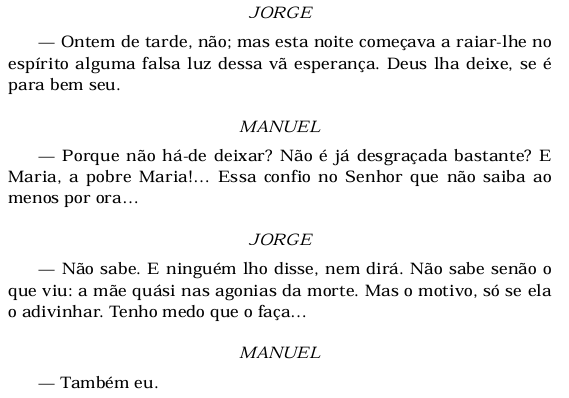 JORGE
— Ontem de tarde, não; mas esta noite começava a raiar-lhe no
espírito alguma falsa luz dessa vã esperança. Deus lha deixe, se é
para bem seu.
MANUEL
— Porque não há-de deixar? Não é já desgraçada bastante? E
Maria, a pobre Maria!... Essa confio no Senhor que não saiba ao
menos por ora...
JORGE
— Não sabe. E ninguém lho disse, nem dirá. Não sabe senão o
que viu: a mãe quási nas agonias da morte. Mas o motivo, só se ela
o adivinhar. Tenho medo que o faça...
MANUEL
— Também eu.